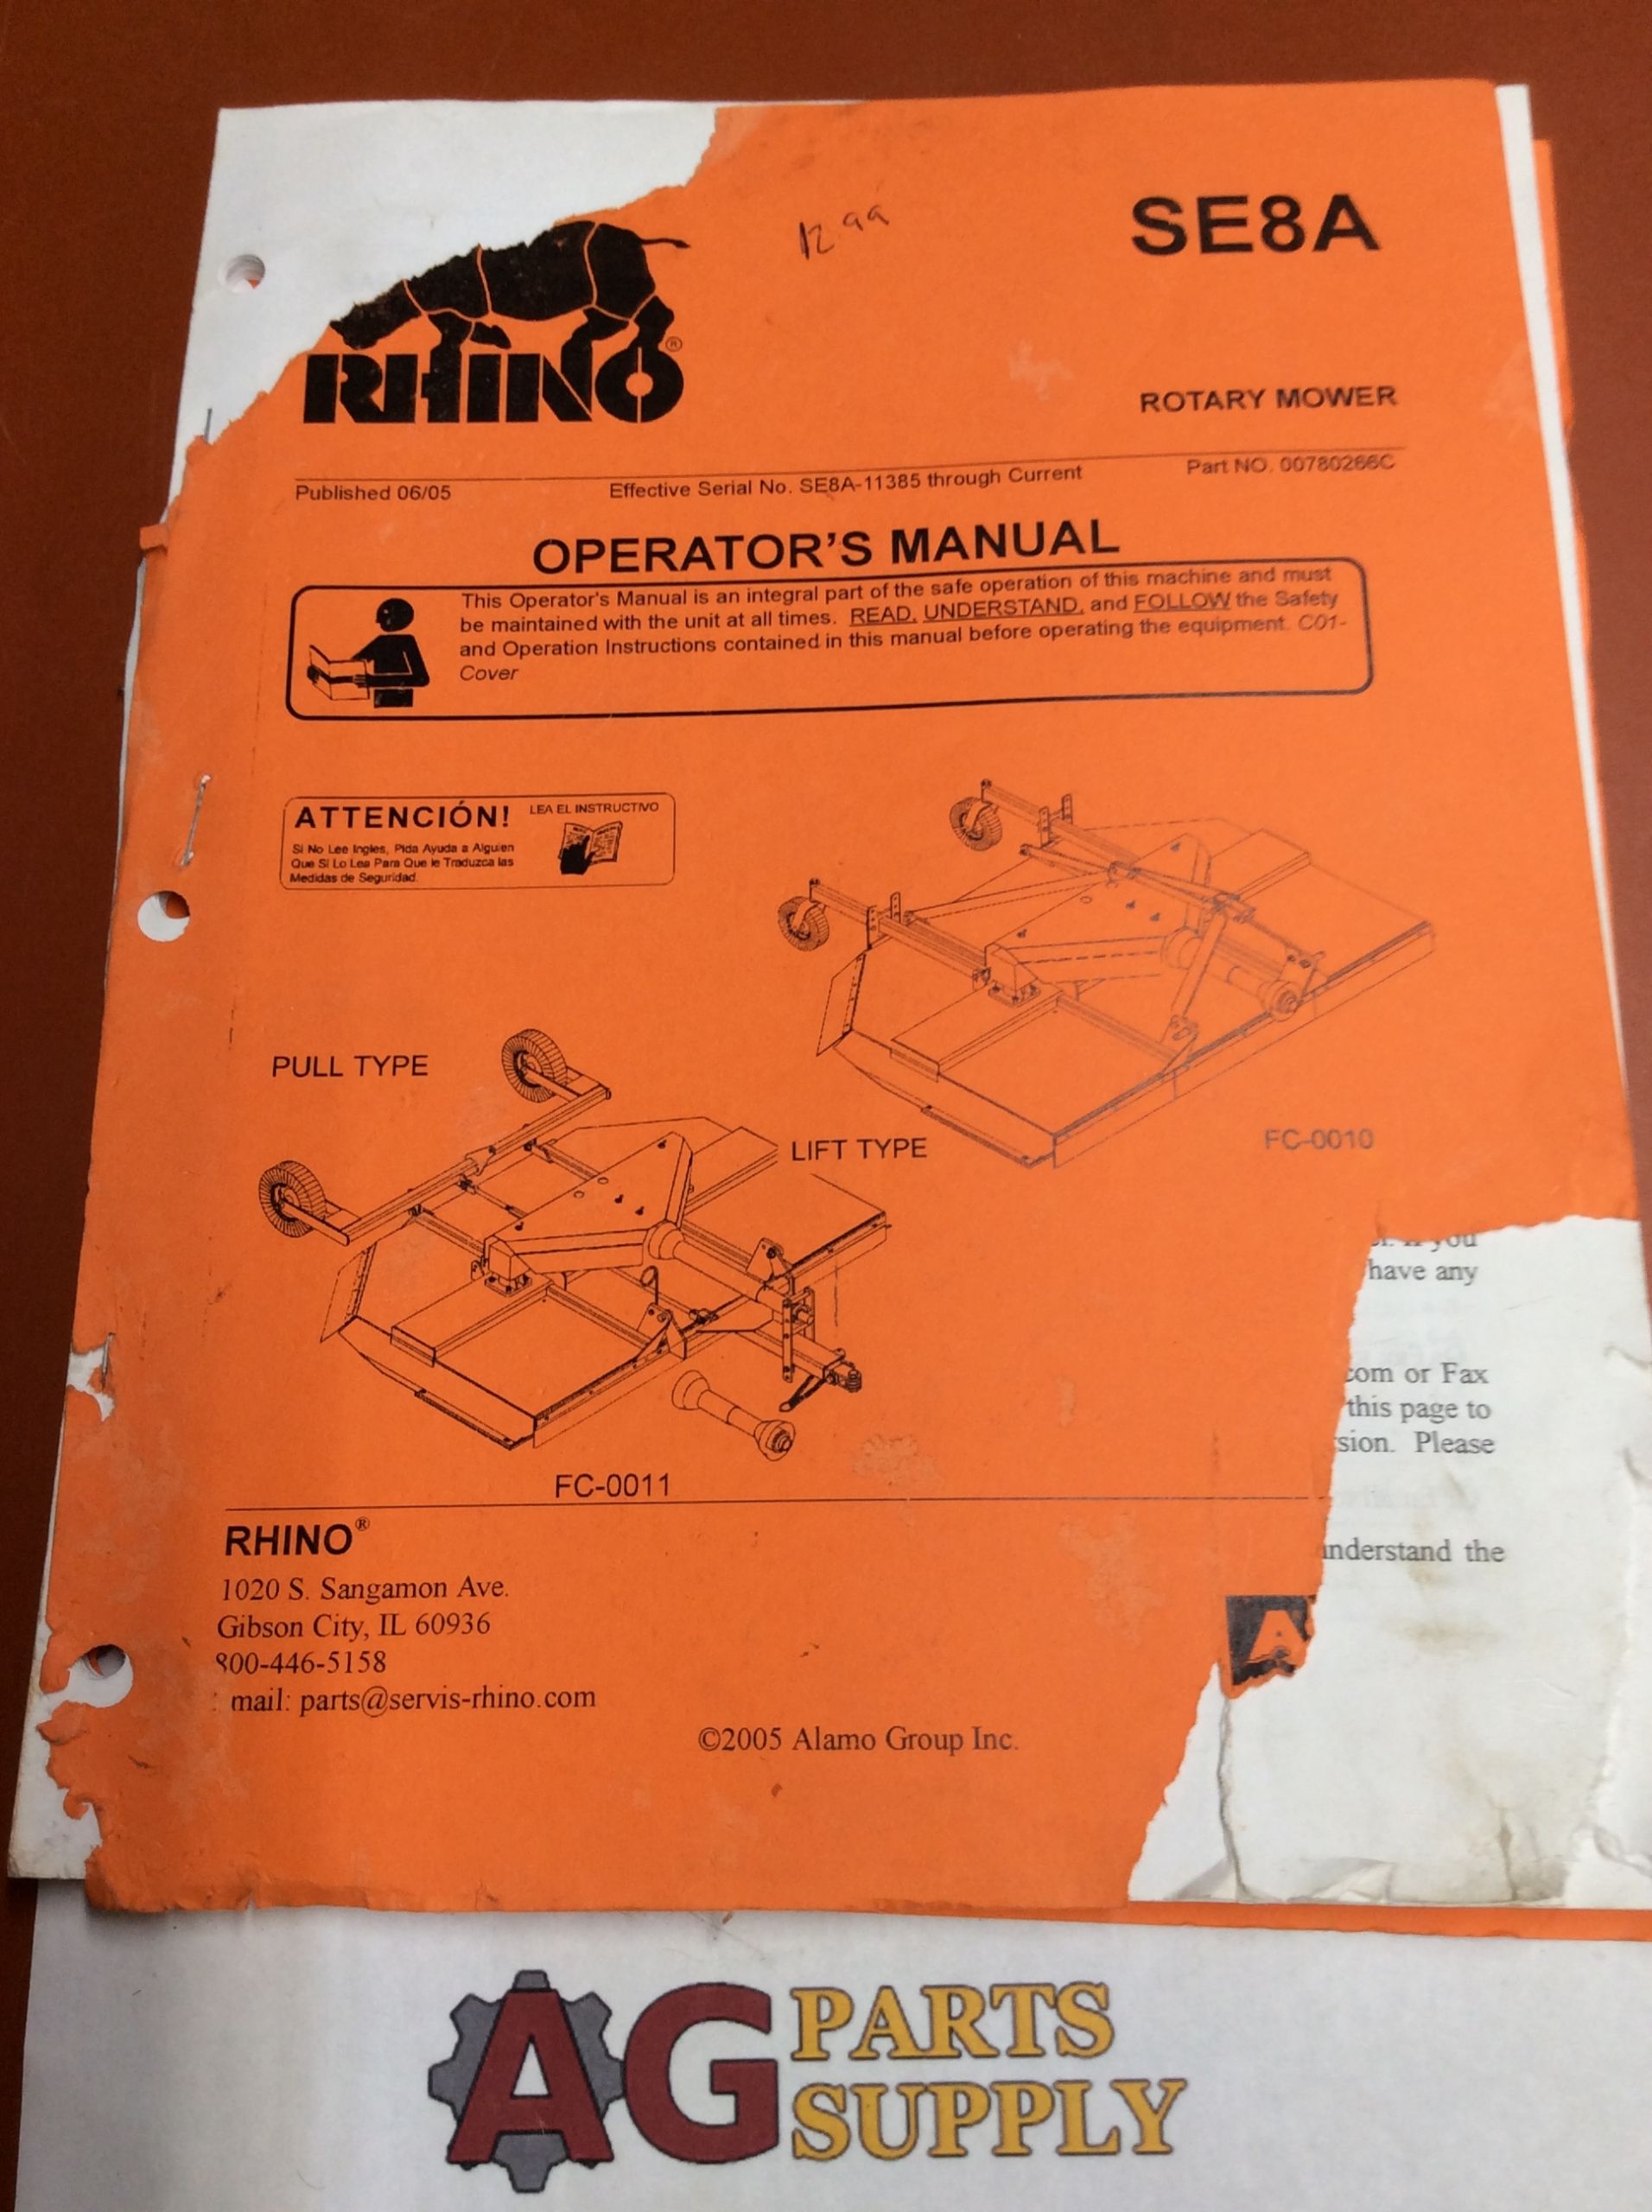 12.99
SE8A
RHINO®
ROTARY MOWER
Published 06/05 Effective Serial No. SE8A-11385 through Current Part NO. 00780266C
OPERATOR'S MANUAL
This Operator's Manual is an integral part of the safe operation of this machine and must
be maintained with the unit at all times. READ, UNDERSTAND, and FOLLOW the Safety
and Operation Instructions contained in this manual before operating the equipment. C01-
Cover
ATTENCIÓN! LEA EL INSTRUCTIVO
Si No Lee Ingles, Pida Ayuda a Alguien
Que Si Lo Lea Para Que le Traduzca las
Medidas de Seguridad.
PULL TYPE
LIFT TYPE
FC-0010
you
have any
com or Fax
this page to
sion. Please
FC-0011
RHINO®
understand the
1020 S. Sangamon Ave.
Gibson City, IL 60936
800-446-5158
mail: parts@servis-rhino.com
A
©2005 Alamo Group Inc.
AG PARTS
SUPPLY